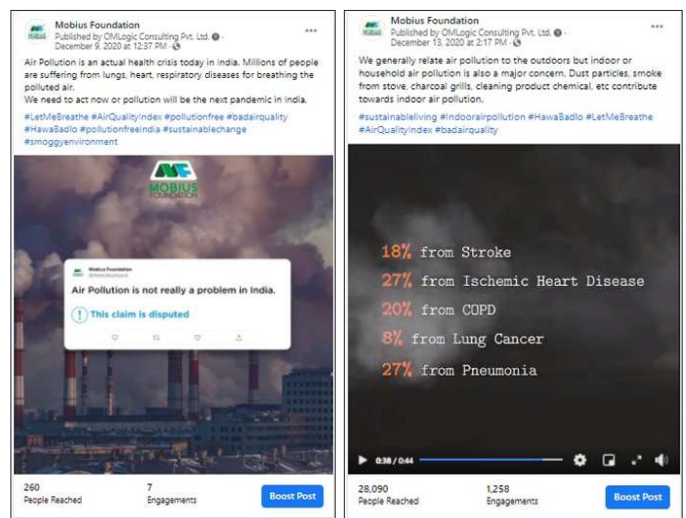 Mobius Foundation
Published by OMLogic Consulting Pvt. Ltd.
December 9, 2020 at 12:37 PM
Air Pollution is an actual health crisis today in India. Millions of people
are suffering from lungs, heart, respiratory diseases for breathing the
polluted air.
We need to act now or pollution will be the next pandemic in India.
#LetMeBreathe #AirQualityIndex #pollutionfree #badairquality
#HawaBadlo #pollutionfreeindia #sustainablechange
#smoggyenvironment
MOBIUS
FOUNDATION
Mobius Foundation
Air Pollution is not really a problem in India.
! This claim is disputed
260
People Reached
7
Engagements
Boost Post
Mobius Foundation
Published by OMLogic Consulting Pvt. Ltd.
December 13, 2020 at 2:17 PM
We generally relate air pollution to the outdoors but indoor or
household air pollution is also a major concern. Dust particles, smoke
from stove, charcoal grills, cleaning product chemical, etc contribute
towards indoor air pollution.
#sustainableliving #Indoorairpollution #HawaBadlo #LetMeBreathe
#AirQualityIndex #badairquality
18% from Stroke
27% from Ischemic Heart Disease
20% from COPD
8% from Lung Cancer
27% from Pneumonia
0:38 / 0:44
28,090
People Reached
1,258
Engagements
Boost Post